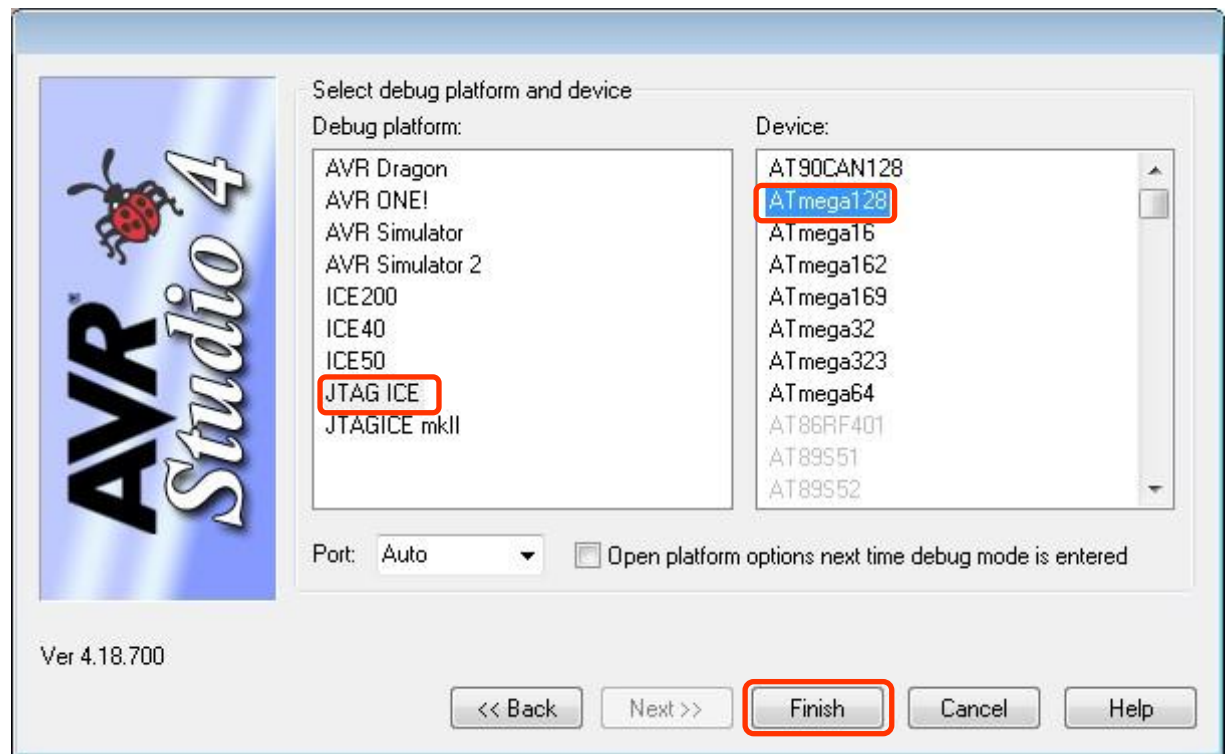 AVR
Studio 4
Select debug platform and device
Debug platform:
AVR Dragon
AVR ONE!
AVR Simulator
AVR Simulator 2
ICE200
ICE40
ICE50
JTAG ICE
JTAGICE mkII
Device:
AT90CAN128
ATmega128
ATmega16
ATmega162
ATmega169
ATmega32
ATmega323
ATmega64
AT86RF401
AT89S51
AT89S52
Port: Auto
Open platform options next time debug mode is entered
Ver 4.18.700
<< Back Next >> Finish Cancel Help